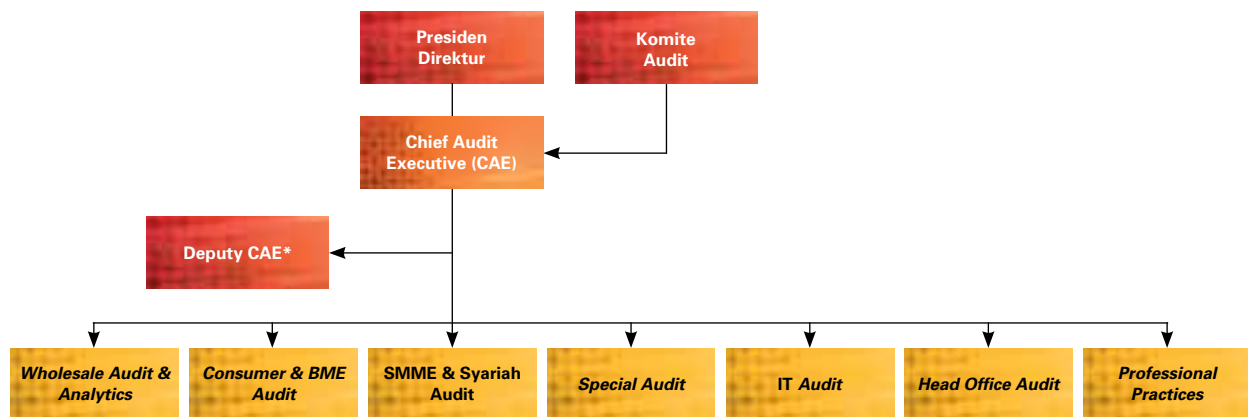 Presiden
Direktur
Komite
Audit
Chief Audit
Executive (CAE)
Deputy CAE*
Wholesale Audit &
Analytics
Consumer & BME
Audit
SMME & Syariah
Audit
Special Audit
IT Audit
Head Office Audit
Professional
Practices